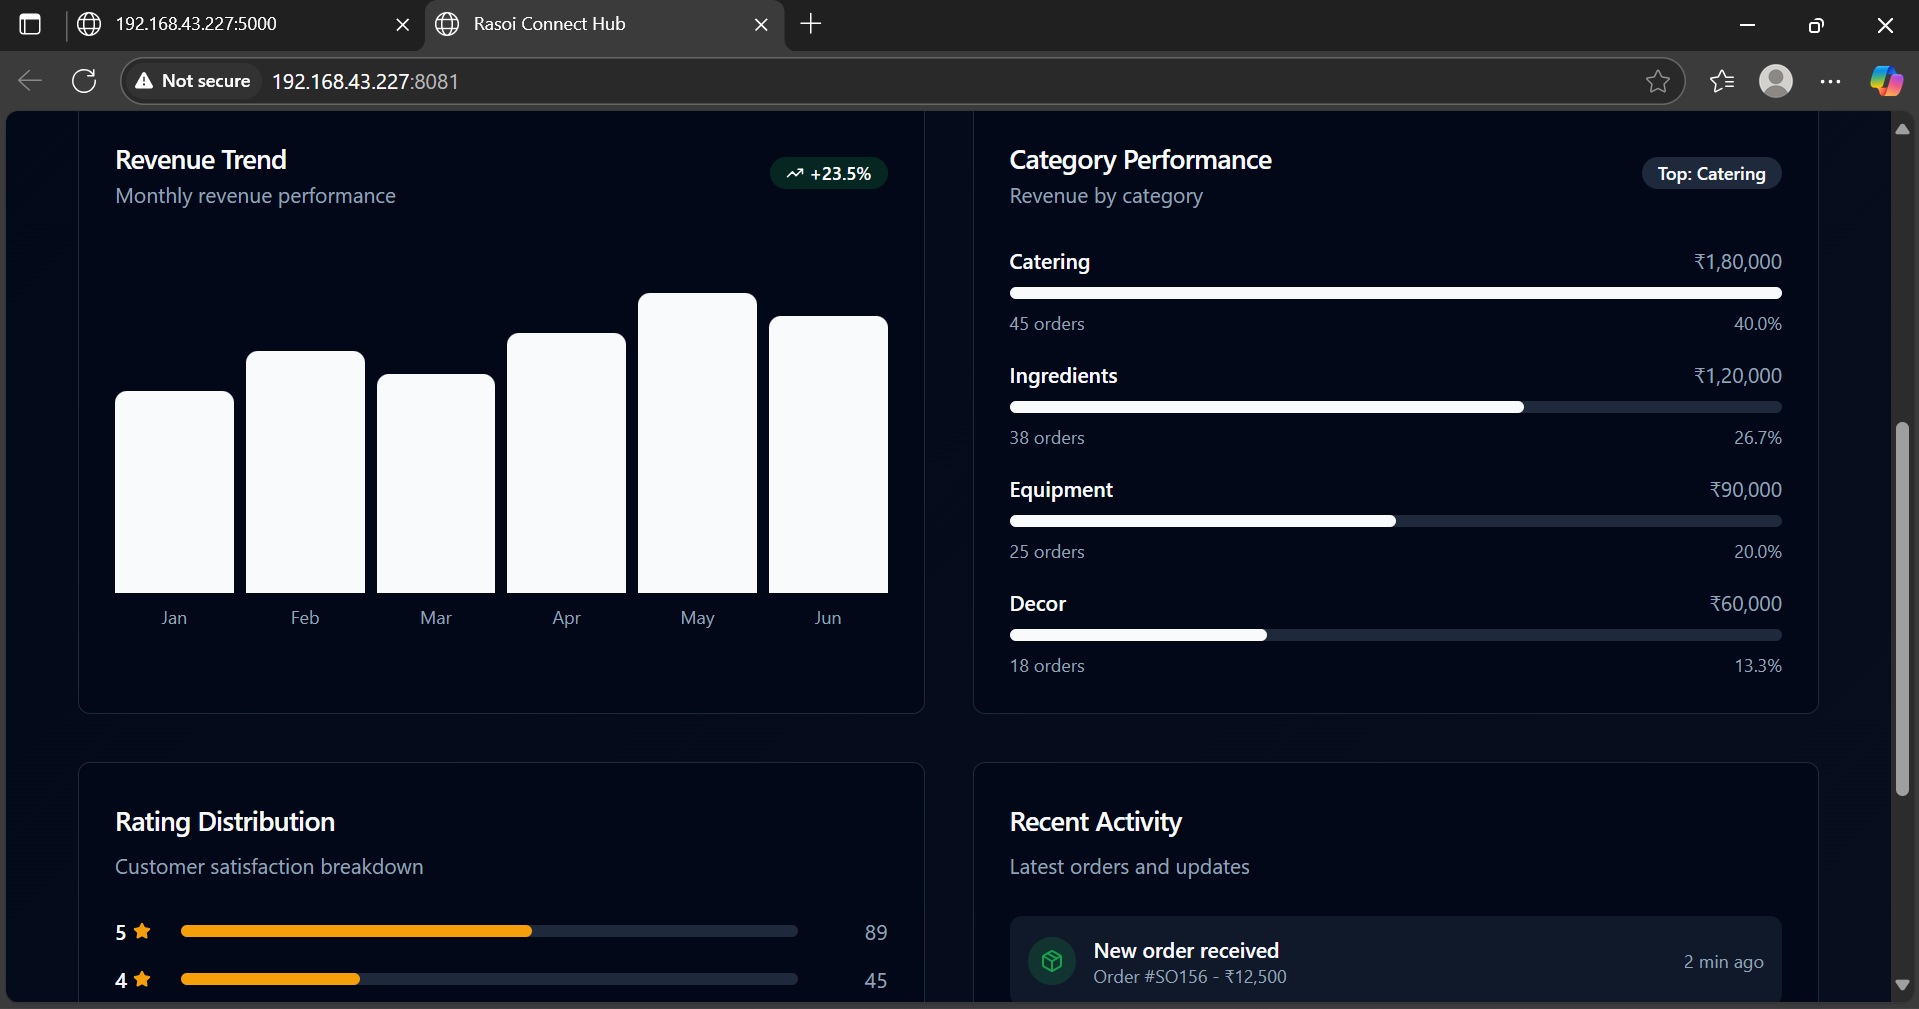 192.168.43.227:5000
Rasoi Connect Hub
Not secure
192.168.43.227:8081
Revenue Trend
Monthly revenue performance
+23.5%
Jan
Feb
Mar
Apr
May
Jun
Category Performance
Revenue by category
Top: Catering
Catering
₹1,80,000
45 orders
40.0%
Ingredients
₹1,20,000
38 orders
26.7%
Equipment
₹90,000
25 orders
20.0%
Decor
₹60,000
18 orders
13.3%
Rating Distribution
Customer satisfaction breakdown
5
89
4
45
Recent Activity
Latest orders and updates
New order received
Order #SO156 - ₹12,500
2 min ago